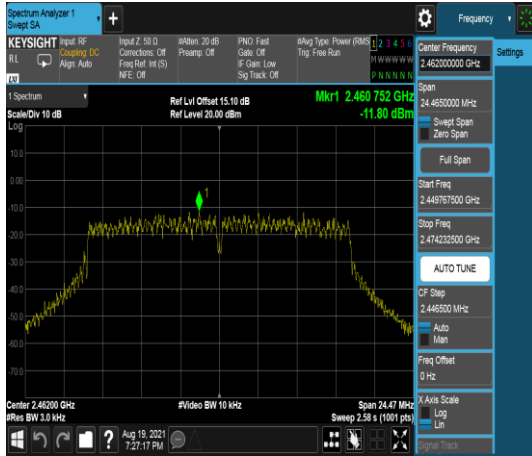 Spectrum Analyzer 1
Swept SA
Frequency
KEYSIGHT
RL
LXI
Input: RF
Coupling: DC
Align: Auto
Input Z: 50 Ω
Corrections: Off
Freq Ref: Int (S)
NFE: Off
#Atten: 20 dB
Preamp: Off
PNO: Fast
Gate: Off
IF Gain: Low
Sig Track: Off
#Avg Type: Power (RMS
Trig: Free Run
1 2 3 4 5 6
M W W W W W
P N N N N N
Center Frequency
2.462000000 GHz
Settings
Span
24.4650000 MHz
Swept Span
Zero Span
Full Span
Start Freq
2.449767500 GHz
Stop Freq
2.474232500 GHz
AUTO TUNE
CF Step
2.446500 MHz
Auto
Man
Freq Offset
0 Hz
X Axis Scale
Log
Lin
Signal Track
1 Spectrum
Scale/Div 10 dB
Ref Lvl Offset 15.10 dB
Ref Level 20.00 dBm
Mkr1 2.460 752 GHz
-11.80 dBm
Log
10.0
0.00
-10.0
-20.0
-30.0
-40.0
-50.0
-60.0
-70.0
1
Center 2.46200 GHz
#Res BW 3.0 kHz
#Video BW 10 kHz
Span 24.47 MHz
Sweep 2.58 s (1001 pts)
?
Aug 19, 2021
7:27:17 PM